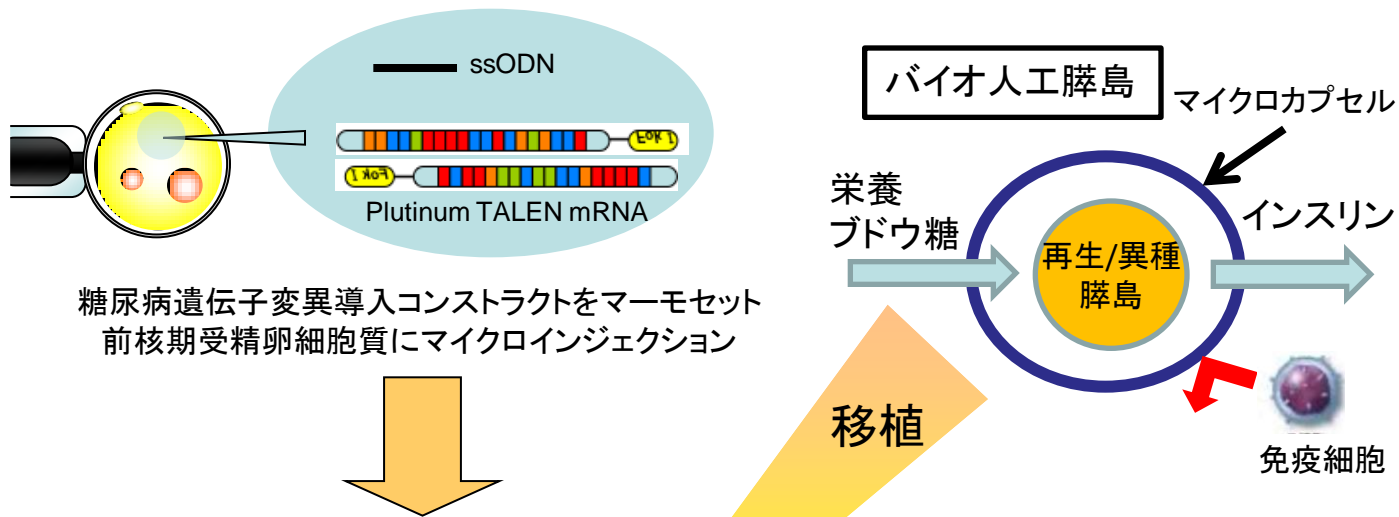 ssODN
Fok I
Fok I
Plutinum TALEN mRNA
糖尿病遺伝子変異導入コンストラクトをマーモセット
前核期受精卵細胞質にマイクロインジェクション
バイオ人工膵島
マイクロカプセル
栄養
ブドウ糖
再生/異種
膵島
インスリン
移植
免疫細胞